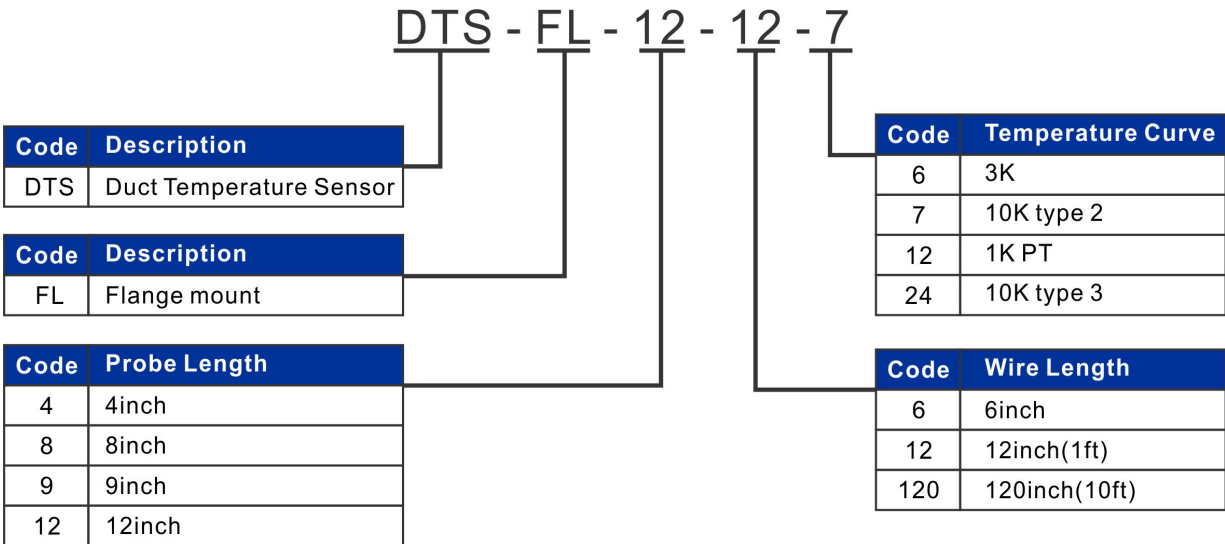 DTS - FL - 12 - 12 - 7
Code Description
DTS Duct Temperature Sensor
Code Description
FL Flange mount
Code Probe Length
4 4inch
8 8inch
9 9inch
12 12inch
Code Temperature Curve
6 3K
7 10K type 2
12 1K PT
24 10K type 3
Code Wire Length
6 6inch
12 12inch(1ft)
120 120inch(10ft)